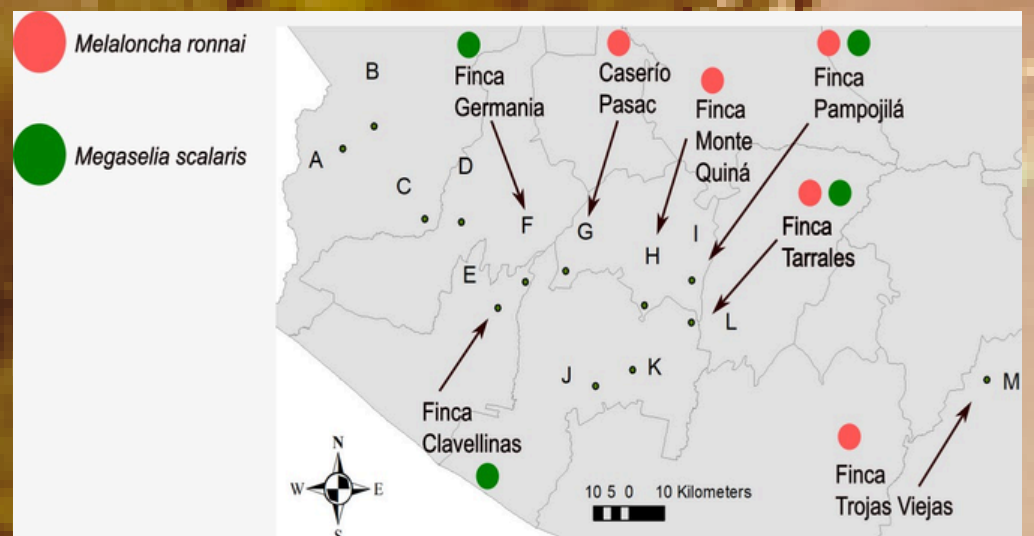 Melaloncha ronnai
Megaselia scalaris
A
B
C
D
E
F
G
H
I
J
K
L
M
Finca
Germania
Caserío
Pasac
Finca
Monte
Quiná
Finca
Pampojilá
Finca
Tarrales
Finca
Clavellinas
Finca
Trojas Viejas
N
W
E
S
10 5 0 10 Kilometers